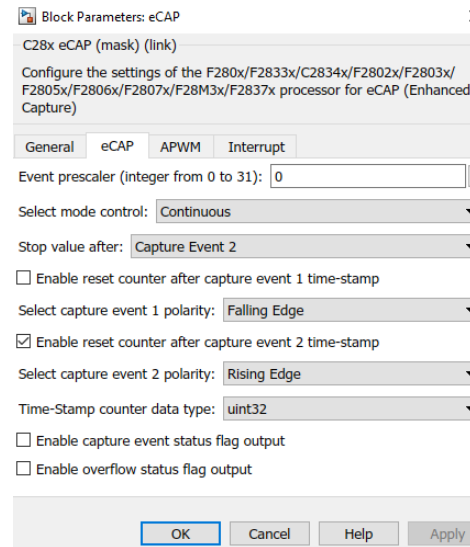 Block Parameters: eCAP
C28x eCAP (mask) (link)
Configure the settings of the F280x/F2833x/C2834x/F2802x/F2803x/
F2805x/F2806x/F2807x/F28M3x/F2837x processor for eCAP (Enhanced
Capture)
General eCAP APWM Interrupt
Event prescaler (integer from 0 to 31): 0
Select mode control: Continuous
Stop value after: Capture Event 2
Enable reset counter after capture event 1 time-stamp
Select capture event 1 polarity: Falling Edge
Enable reset counter after capture event 2 time-stamp
Select capture event 2 polarity: Rising Edge
Time-Stamp counter data type: uint32
Enable capture event status flag output
Enable overflow status flag output
OK Cancel Help Apply